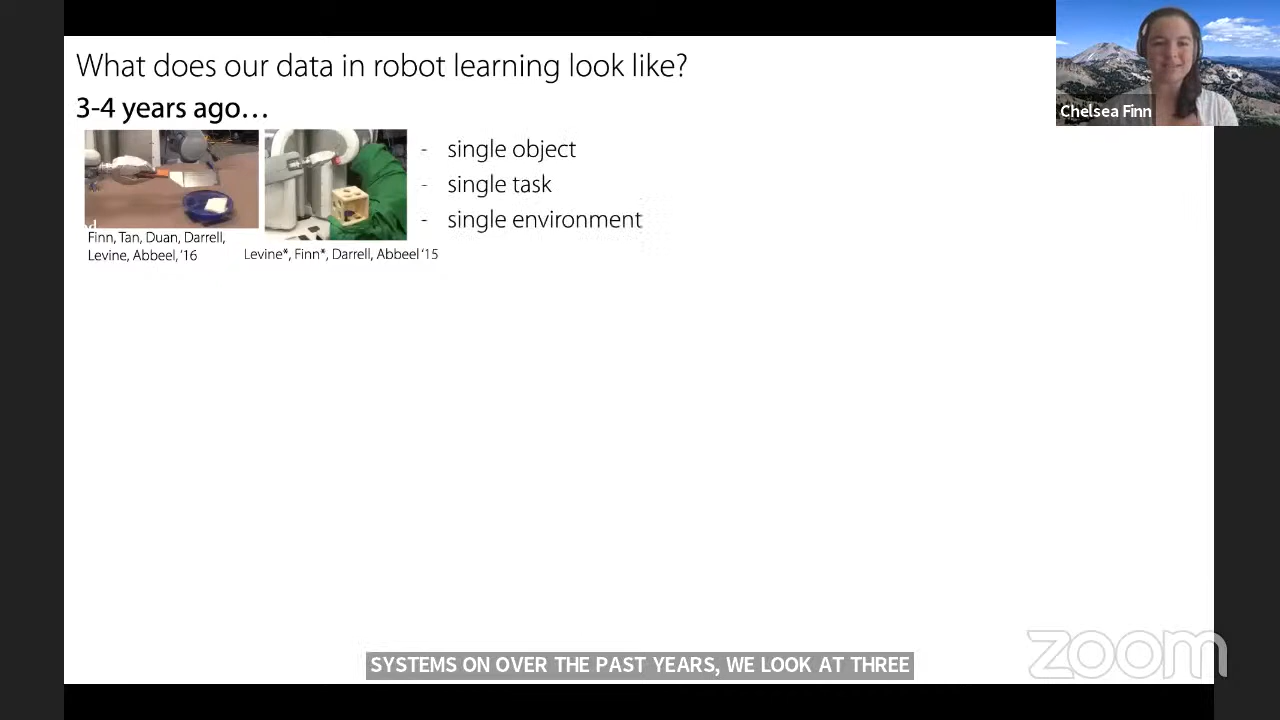 What does our data in robot learning look like?
Chelsea Finn
3-4 years ago…
- single object
- single task
- single environment
Finn, Tan, Duan, Darrell,
Levine, Abbeel, '16
Levine*, Finn*, Darrell, Abbeel '15
SYSTEMS ON OVER THE PAST YEARS, WE LOOK AT THREE
zoom